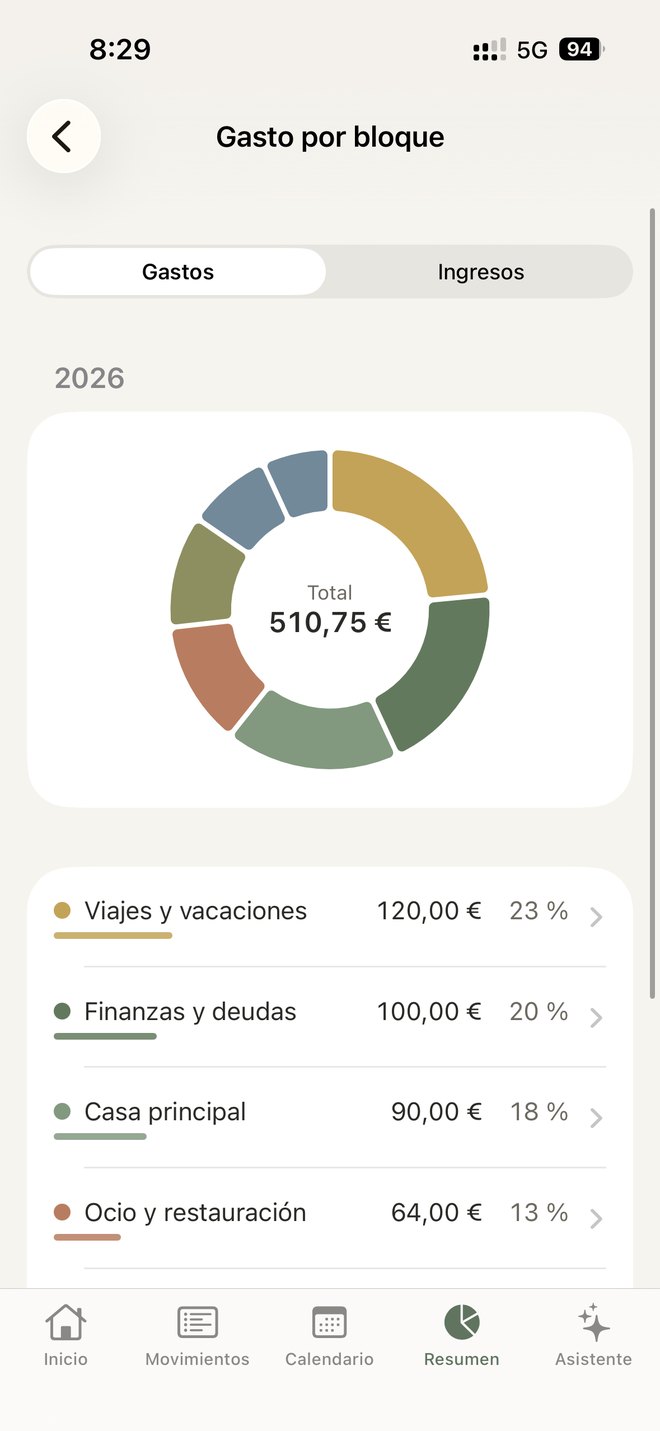 8:29 5G 94
Gasto por bloque
Gastos Ingresos
2026
Total
510,75 €
Viajes y vacaciones 120,00 € 23 %
Finanzas y deudas 100,00 € 20 %
Casa principal 90,00 € 18 %
Ocio y restauración 64,00 € 13 %
Inicio Movimientos Calendario Resumen Asistente